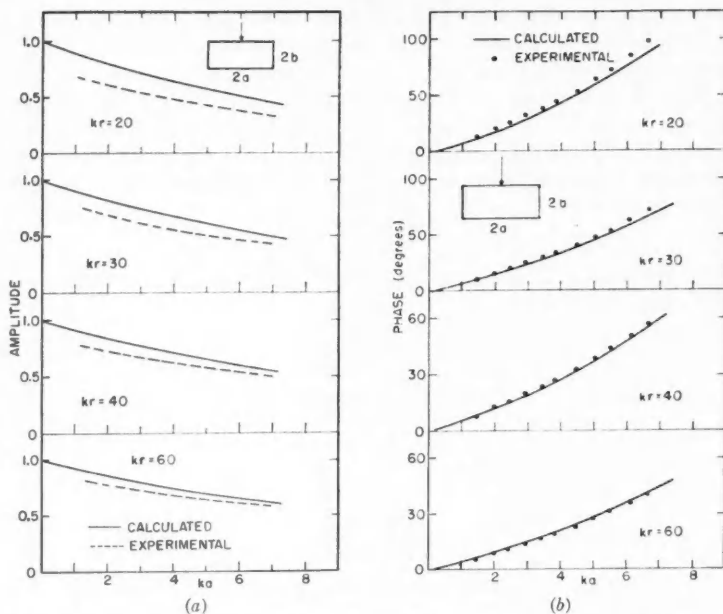 1.0
0.5
0
2a
2b
kr=20
1.0
0.5
0
kr=30
1.0
0.5
0
kr=40
1.0
0.5
0
kr=60
CALCULATED
EXPERIMENTAL
0 2 4 6 8
ka
AMPLITUDE
(a)
100
50
0
CALCULATED
EXPERIMENTAL
kr=20
100
50
0
2a
2b
kr=30
60
30
0
kr=40
60
30
0
kr=60
0 2 4 6 8
ka
PHASE (degrees)
(b)